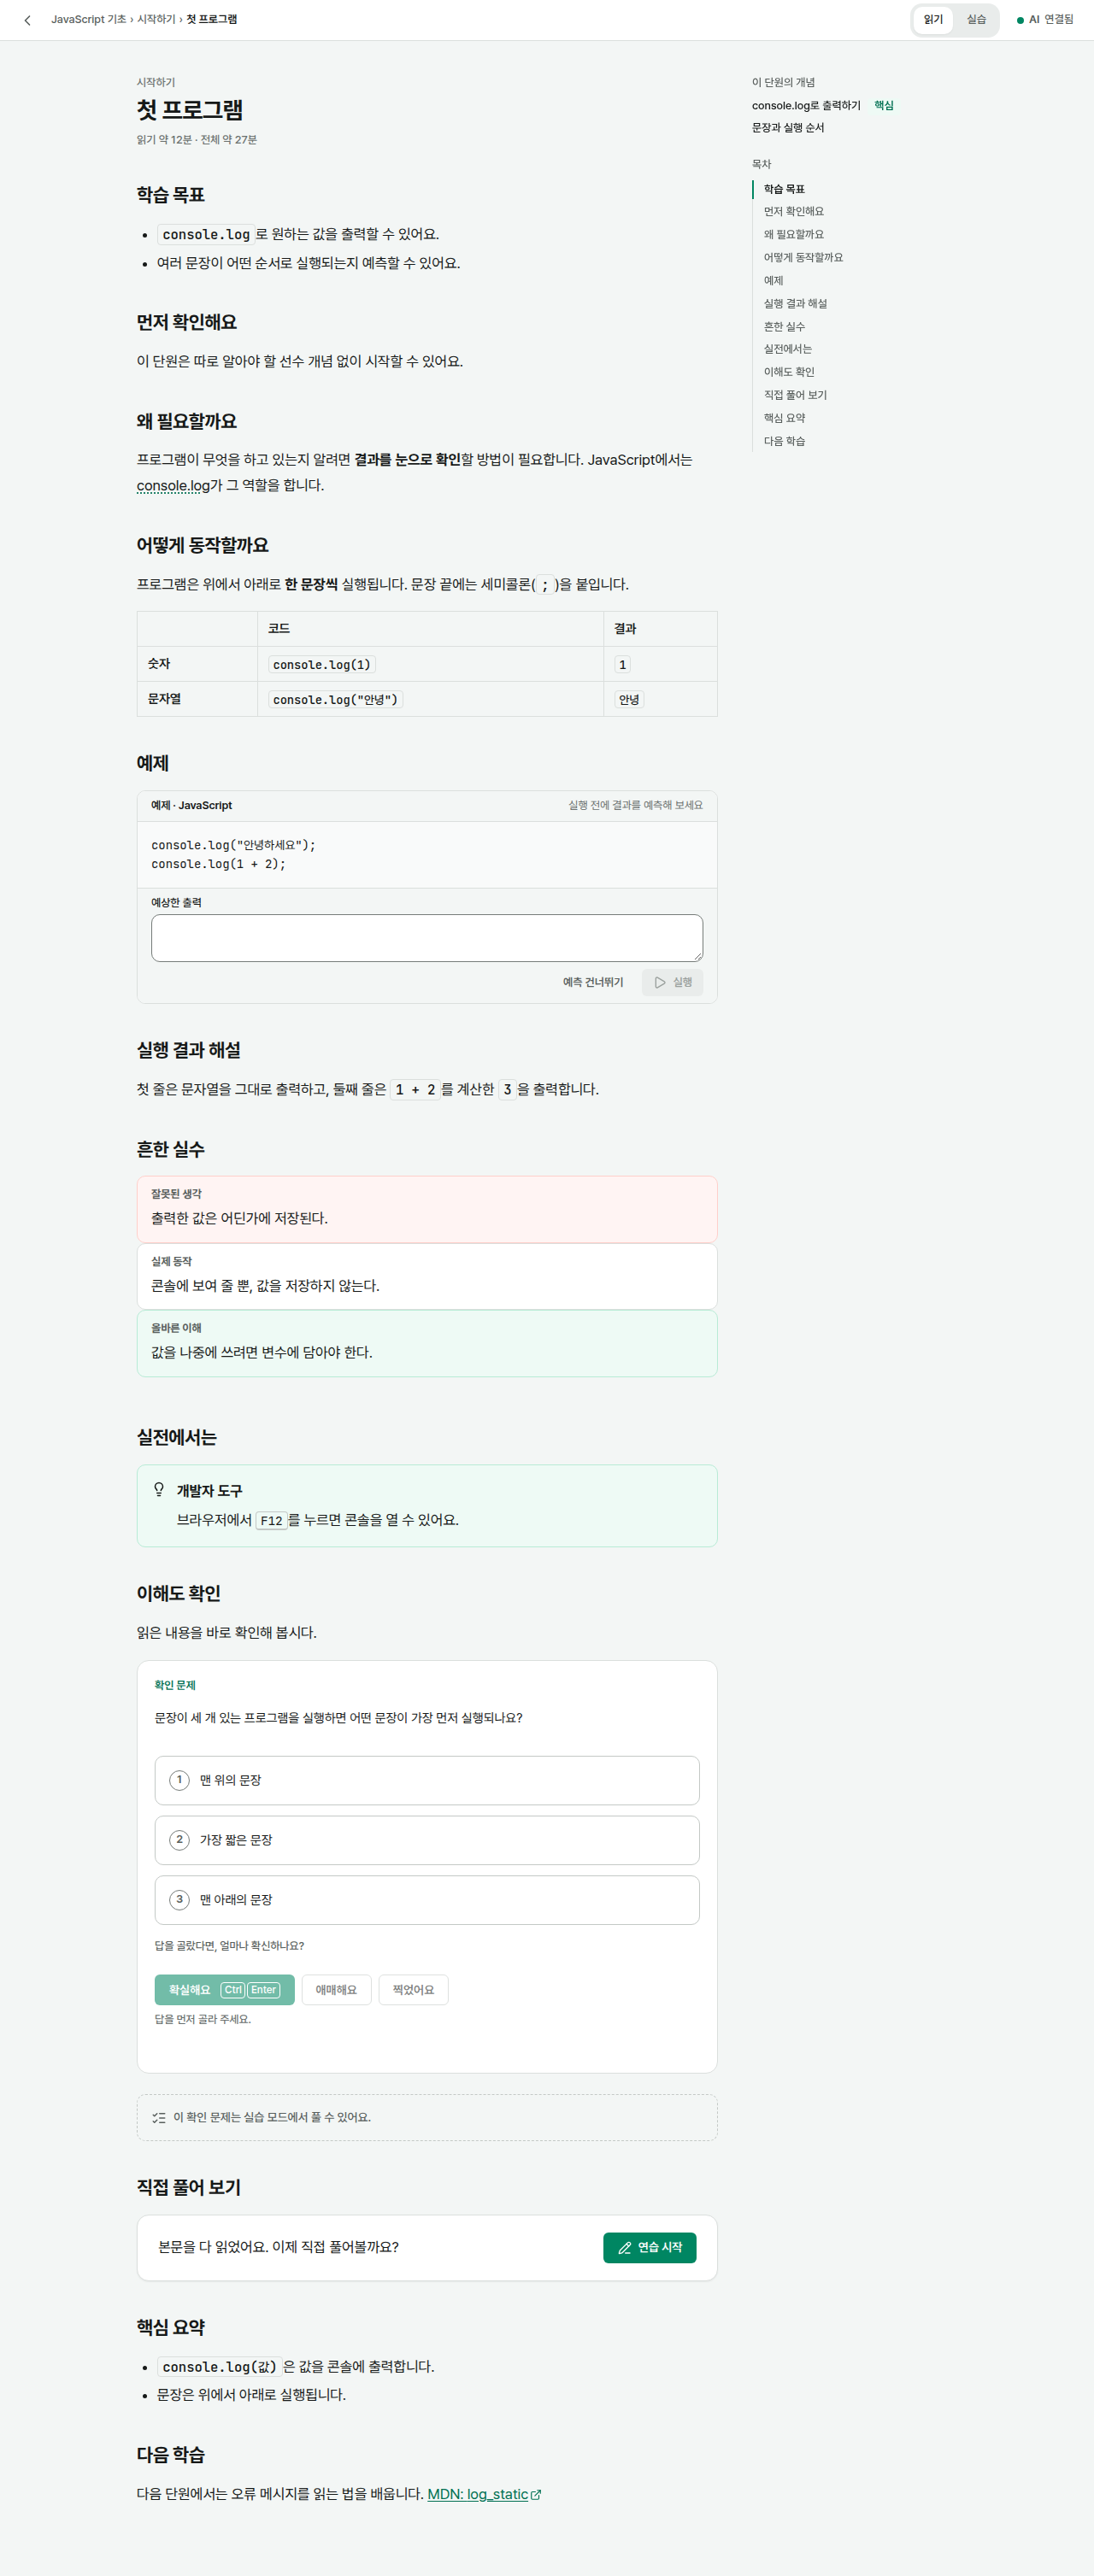 JavaScript 기초 › 시작하기 › 첫 프로그램
읽기 실습 AI 연결됨
시작하기
첫 프로그램
읽기 약 12분 · 전체 약 27분
학습 목표
console.log로 원하는 값을 출력할 수 있어요.
여러 문장이 어떤 순서로 실행되는지 예측할 수 있어요.
먼저 확인해요
이 단원은 따로 알아야 할 선수 개념 없이 시작할 수 있어요.
왜 필요할까요
프로그램이 무엇을 하고 있는지 알려면 결과를 눈으로 확인할 방법이 필요합니다. JavaScript에서는
console.log가 그 역할을 합니다.
어떻게 동작할까요
프로그램은 위에서 아래로 한 문장씩 실행됩니다. 문장 끝에는 세미콜론(;)을 붙입니다.
코드 결과
숫자 console.log(1) 1
문자열 console.log("안녕") 안녕
예제
예제 · JavaScript 실행 전에 결과를 예측해 보세요
console.log("안녕하세요");
console.log(1 + 2);
예상한 출력
예측 건너뛰기 실행
실행 결과 해설
첫 줄은 문자열을 그대로 출력하고, 둘째 줄은 1 + 2를 계산한 3을 출력합니다.
흔한 실수
잘못된 생각
출력한 값은 어딘가에 저장된다.
실제 동작
콘솔에 보여 줄 뿐, 값을 저장하지 않는다.
올바른 이해
값을 나중에 쓰려면 변수에 담아야 한다.
실전에서는
개발자 도구
브라우저에서 F12를 누르면 콘솔을 열 수 있어요.
이해도 확인
읽은 내용을 바로 확인해 봅시다.
확인 문제
문장이 세 개 있는 프로그램을 실행하면 어떤 문장이 가장 먼저 실행되나요?
1 맨 위의 문장
2 가장 짧은 문장
3 맨 아래의 문장
답을 골랐다면, 얼마나 확신하나요?
확실해요 Ctrl Enter 애매해요 찍었어요
답을 먼저 골라 주세요.
이 확인 문제는 실습 모드에서 풀 수 있어요.
직접 풀어 보기
본문을 다 읽었어요. 이제 직접 풀어볼까요? 연습 시작
핵심 요약
console.log(값)은 값을 콘솔에 출력합니다.
문장은 위에서 아래로 실행됩니다.
다음 학습
다음 단원에서는 오류 메시지를 읽는 법을 배웁니다. MDN: log_static
이 단원의 개념
console.log로 출력하기 핵심
문장과 실행 순서
목차
학습 목표
먼저 확인해요
왜 필요할까요
어떻게 동작할까요
예제
실행 결과 해설
흔한 실수
실전에서는
이해도 확인
직접 풀어 보기
핵심 요약
다음 학습